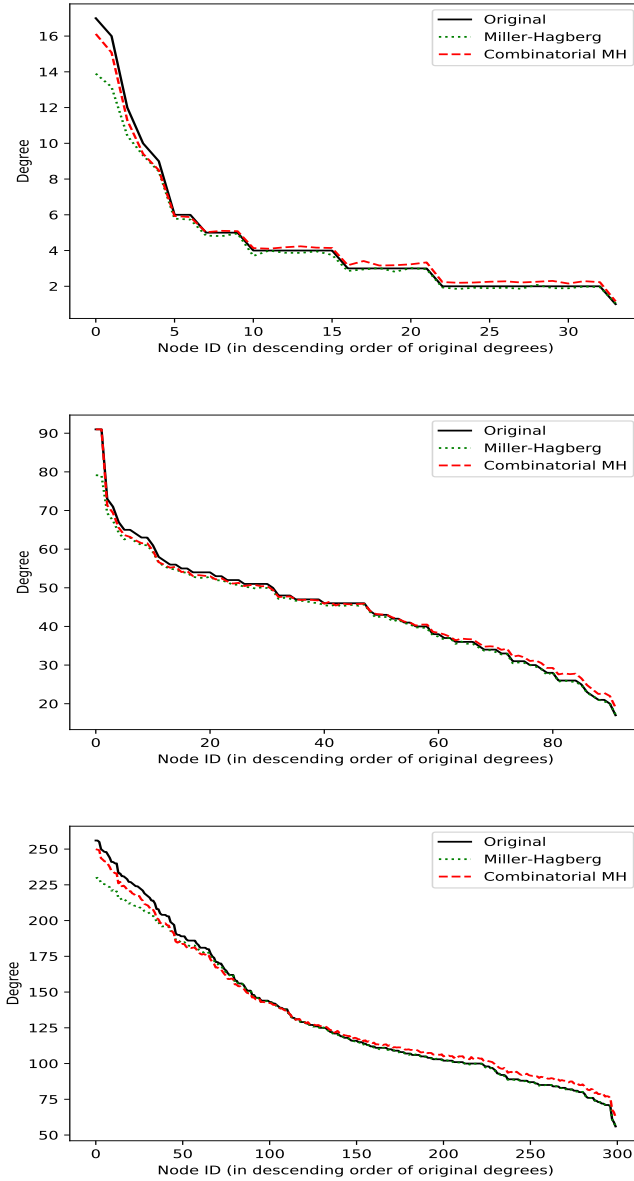 Original
Miller-Hagberg
Combinatorial MH
16
14
12
10
8
6
4
2
Degree
0
5
10
15
20
25
30
Node ID (in descending order of original degrees)
Original
Miller-Hagberg
Combinatorial MH
90
80
70
60
50
40
30
20
Degree
0
20
40
60
80
Node ID (in descending order of original degrees)
Original
Miller-Hagberg
Combinatorial MH
250
225
200
175
150
125
100
75
50
Degree
0
50
100
150
200
250
300
Node ID (in descending order of original degrees)